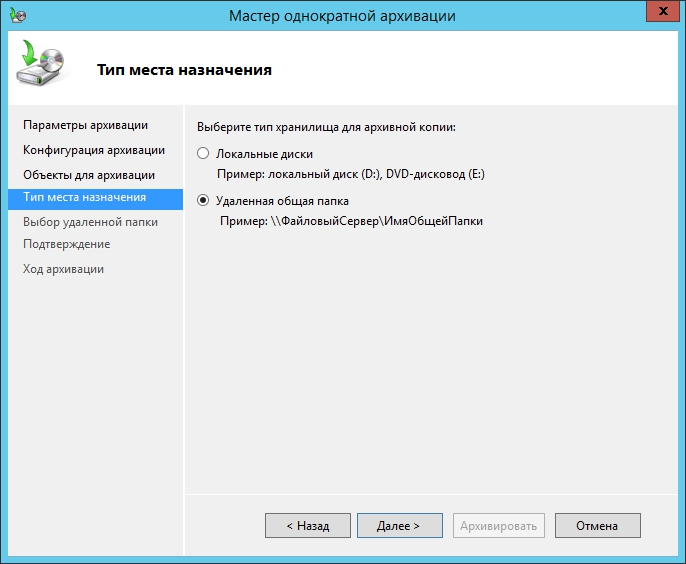 Мастер однократной архивации
x
Тип места назначения
Параметры архивации
Конфигурация архивации
Объекты для архивации
Тип места назначения
Выбор удаленной папки
Подтверждение
Ход архивации
Выберите тип хранилища для архивной копии:
Локальные диски
Пример: локальный диск (D:), DVD-дисковод (E:)
Удаленная общая папка
Пример: \\ФайловыйСервер\ИмяОбщейПапки
< Назад
Далее >
Архивировать
Отмена